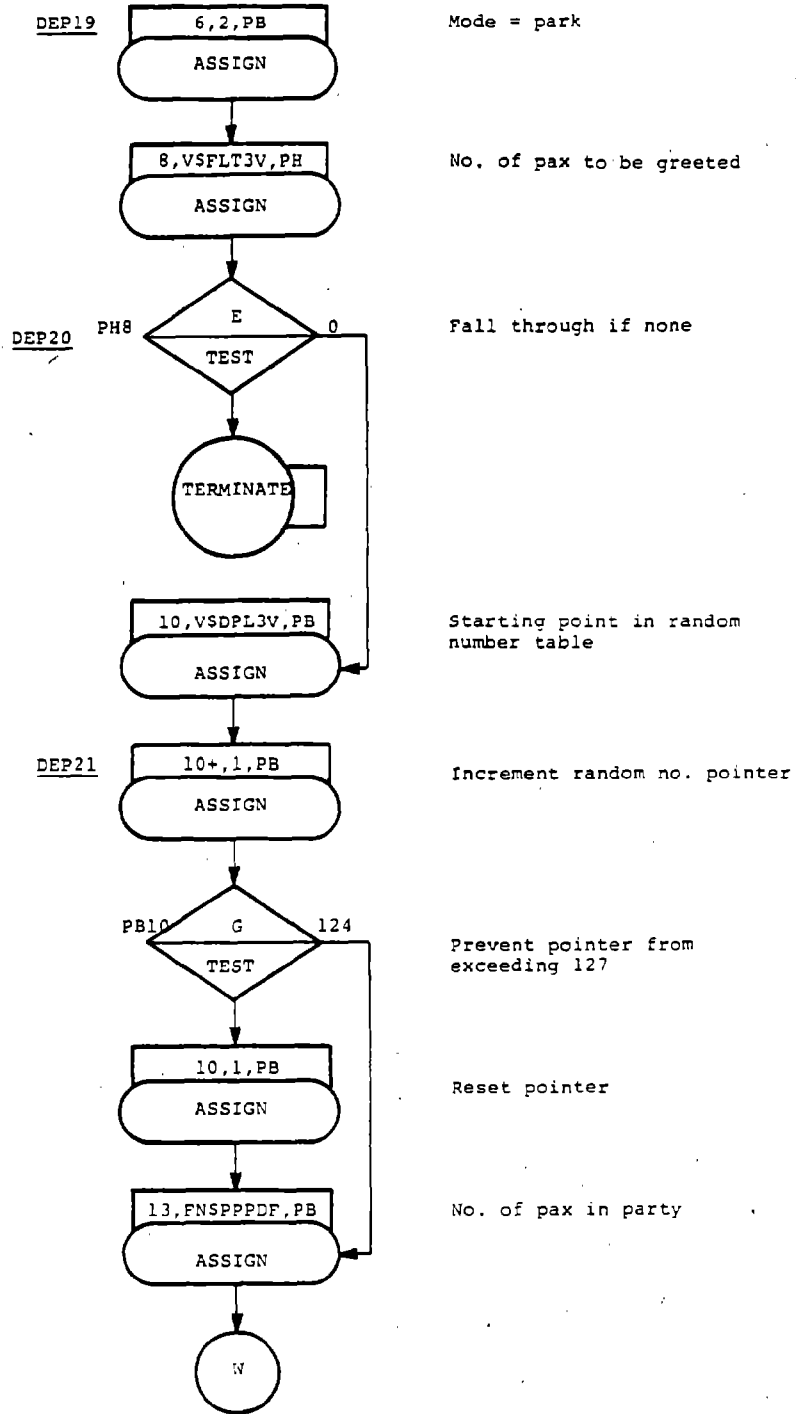 DEP19
6,2,PB
Mode = park
ASSIGN
8,VSFLT3V,PH
No. of pax to be greeted
ASSIGN
DEP20
PH8
E
0
Fall through if none
TEST
TERMINATE
10,VSDPL3V,PB
Starting point in random
number table
ASSIGN
DEP21
10+,1,PB
Increment random no. pointer
ASSIGN
PB10
G
124
Prevent pointer from
exceeding 127
TEST
10,1,PB
Reset pointer
ASSIGN
13,FNSPPPDF,PB
No. of pax in party
ASSIGN
W